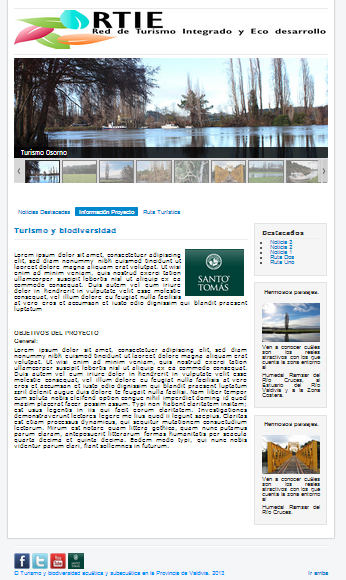 RTIE
Red de Turismo Integrado y Eco desarrollo
Turismo Osorno
Noticias Destacadas
Información Proyecto
Ruta Turística
Turismo y biodiversidad
Lorem ipsum dolor sit amet, consectetuer adipiscing
elit, sed diam nonummy nibh euismod tincidunt ut
laoreet dolore magna aliquam erat volutpat. Ut wisi
enim ad minim veniam, quis nostrud exerci tation
ullamcorper suscipit lobortis nisl ut aliquip ex ea
commodo consequat. Duis autem vel eum iriure
dolor in hendrerit in vulputate velit esse molestie
consequat, vel illum dolore eu feugiat nulla facilisis
at vero eros et accumsan et iusto odio dignissim qui blandit praesent
luptatum
SANTO
TOMAS
OBJETIVOS DEL PROYECTO
General:
Lorem ipsum dolor sit amet, consectetuer adipiscing elit, sed diam
nonummy nibh euismod tincidunt ut laoreet dolore magna aliquam erat
volutpat. Ut wisi enim ad minim veniam, quis nostrud exerci tation
ullamcorper suscipit lobortis nisl ut aliquip ex ea commodo consequat.
Duis autem vel eum iriure dolor in hendrerit in vulputate velit esse
molestie consequat, vel illum dolore eu feugiat nulla facilisis at vero
eros et accumsan et iusto odio dignissim qui blandit praesent luptatum
zzril delenit augue duis dolore te feugait nulla facilisi. Nam liber tempor
cum soluta nobis eleifend option congue nihil imperdiet doming id quod
mazim placerat facer possim assum. Typi non habent claritatem insitam;
est usus legentis in iis qui facit eorum claritatem. Investigationes
demonstraverunt lectores legere me lius quod ii legunt saepius. Claritas
est etiam processus dynamicus, qui sequitur mutationem consuetudium
lectorum. Mirum est notare quam littera gothica, quam nunc putamus
parum claram, anteposuerit litterarum formas humanitatis per seacula
quarta decima et quinta decima. Eodem modo typi, qui nunc nobis
videntur parum clari, fiant sollemnes in futurum.
Destacados
Noticia 3
Noticia 2
Noticia 1
Ruta Dos
Ruta Uno
Hermosos paisajes.
Ven a conocer cuáles
son los reales
atractivos con los que
cuenta la zona entorno
al
Humedal Ramsar del
Río Cruces, el
Estuario del Río
Valdivia y a la Zona
Costera.
Hermosos paisajes.
Ven a conocer cuáles
son los reales
atractivos con los que
cuenta la zona entorno
al
Humedal Ramsar del
Río Cruces.
© Turismo y biodiversidad acuática y subacuática en la Provincia de Valdivia. 2012
Ir arriba